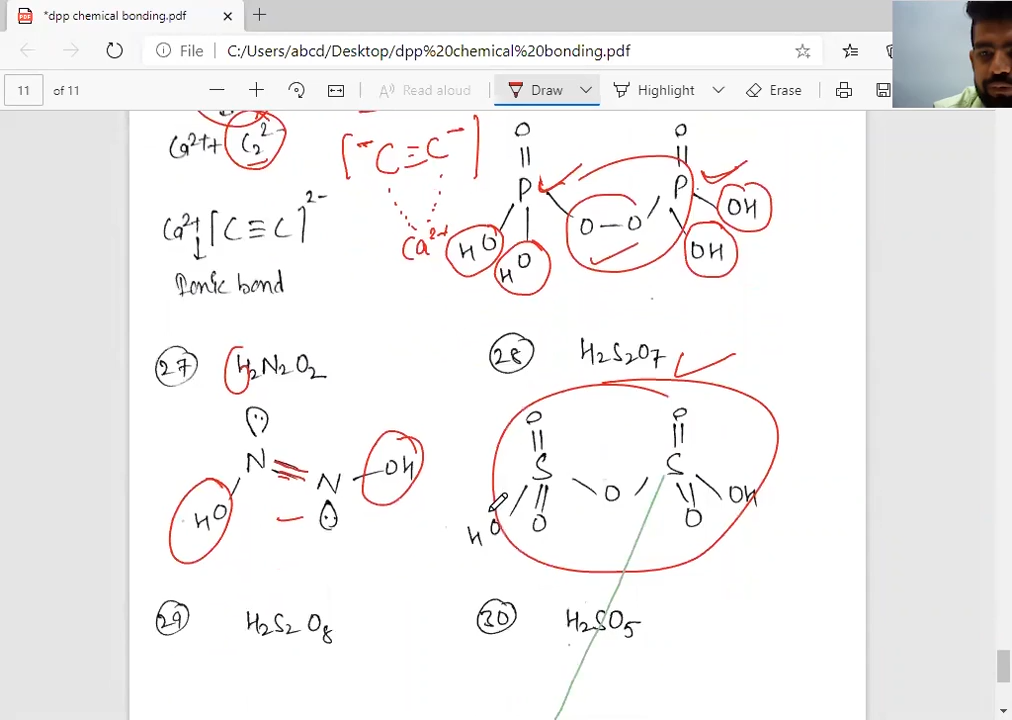 *dpp chemical bonding.pdf
File C:/Users/abcd/Desktop/dpp%20chemical%20bonding.pdf
11 of 11 Read aloud Draw Highlight Erase
Ca²⁺+ C₂²⁻
[⁻C≡C⁻]
Ca²⁺
Ca²⁺ [C≡C]²⁻
Ionic bond
O O
P P
O—O OH
HO HO OH
27 H₂N₂O₂
N
N OH
HO
28 H₂S₂O₇
O O
S S
O OH
HO O O
29 H₂S₂O₈
30 H₂SO₅